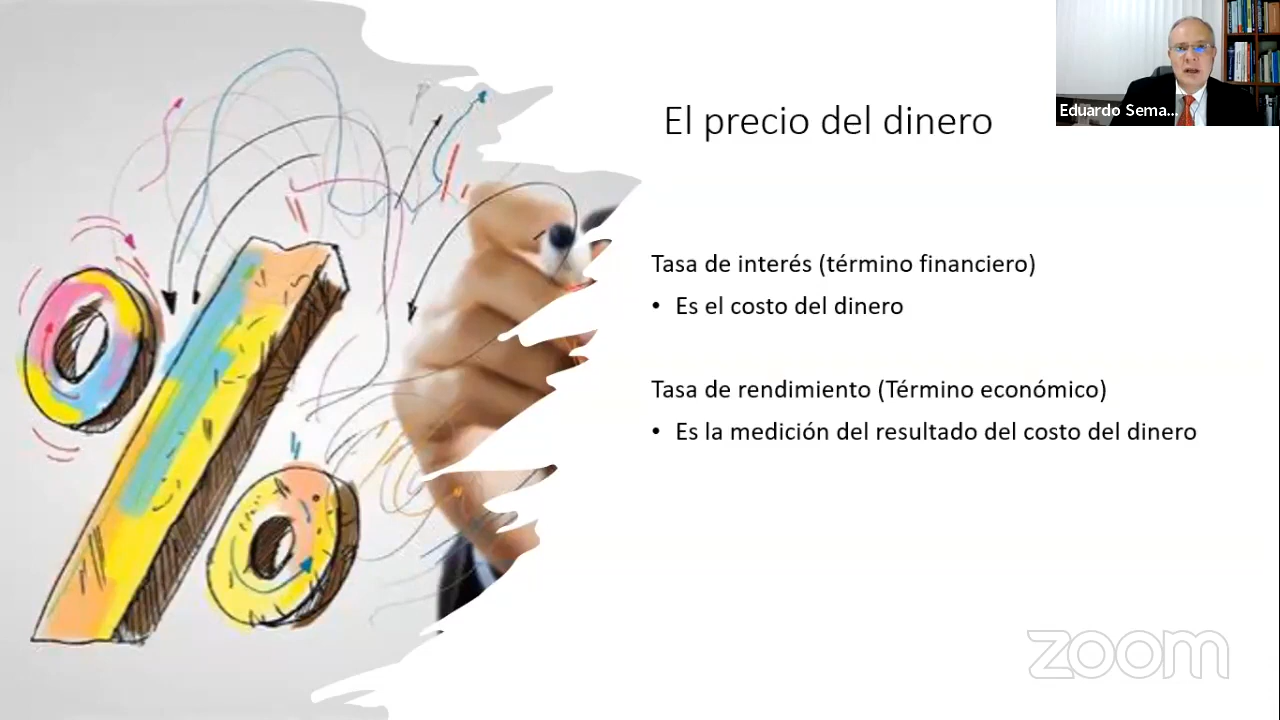 El precio del dinero
Eduardo Sema...
Tasa de interés (término financiero)
• Es el costo del dinero
Tasa de rendimiento (Término económico)
• Es la medición del resultado del costo del dinero
zoom